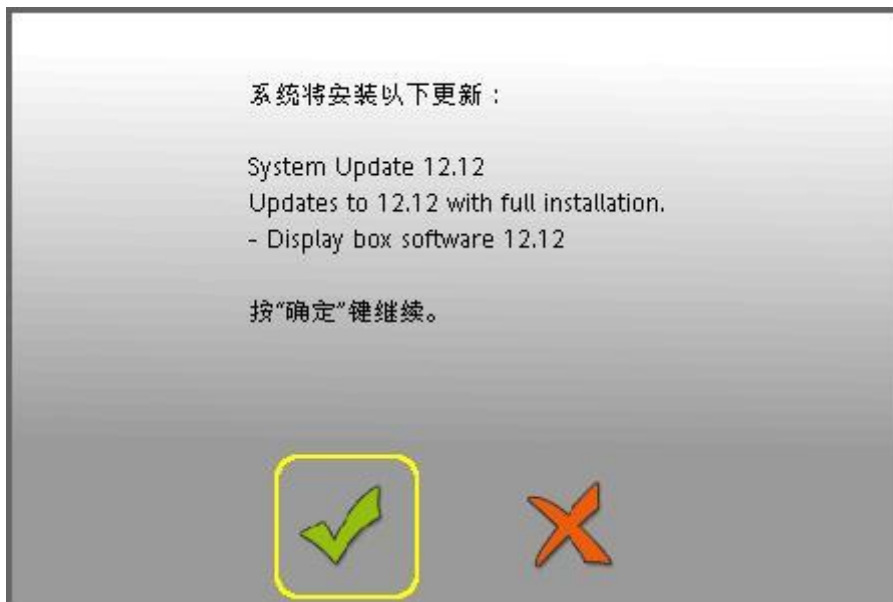 系统将安装以下更新：
System Update 12.12
Updates to 12.12 with full installation.
- Display box software 12.12
按“确定”键继续。